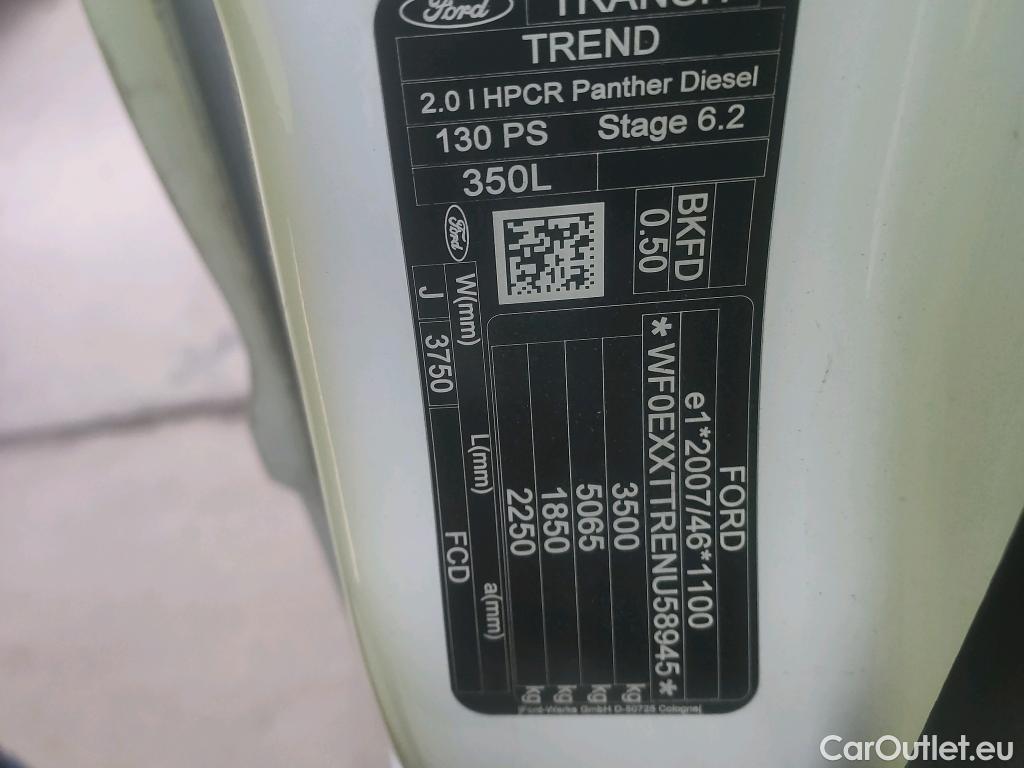 Ford
TRANSIT
TREND
2.0 l HPCR Panther Diesel
130 PS Stage 6.2
350L
BKFD
0.50
Ford
FORD
e1*2007/46*1100
*WF0EXXTTRENU58945*
3500 kg
5065 kg
1850 kg
2250 kg
W(mm) L(mm) a(mm)
J 3750 FCD
Ford-Werke GmbH D-50725 Cologne
CarOutlet.eu